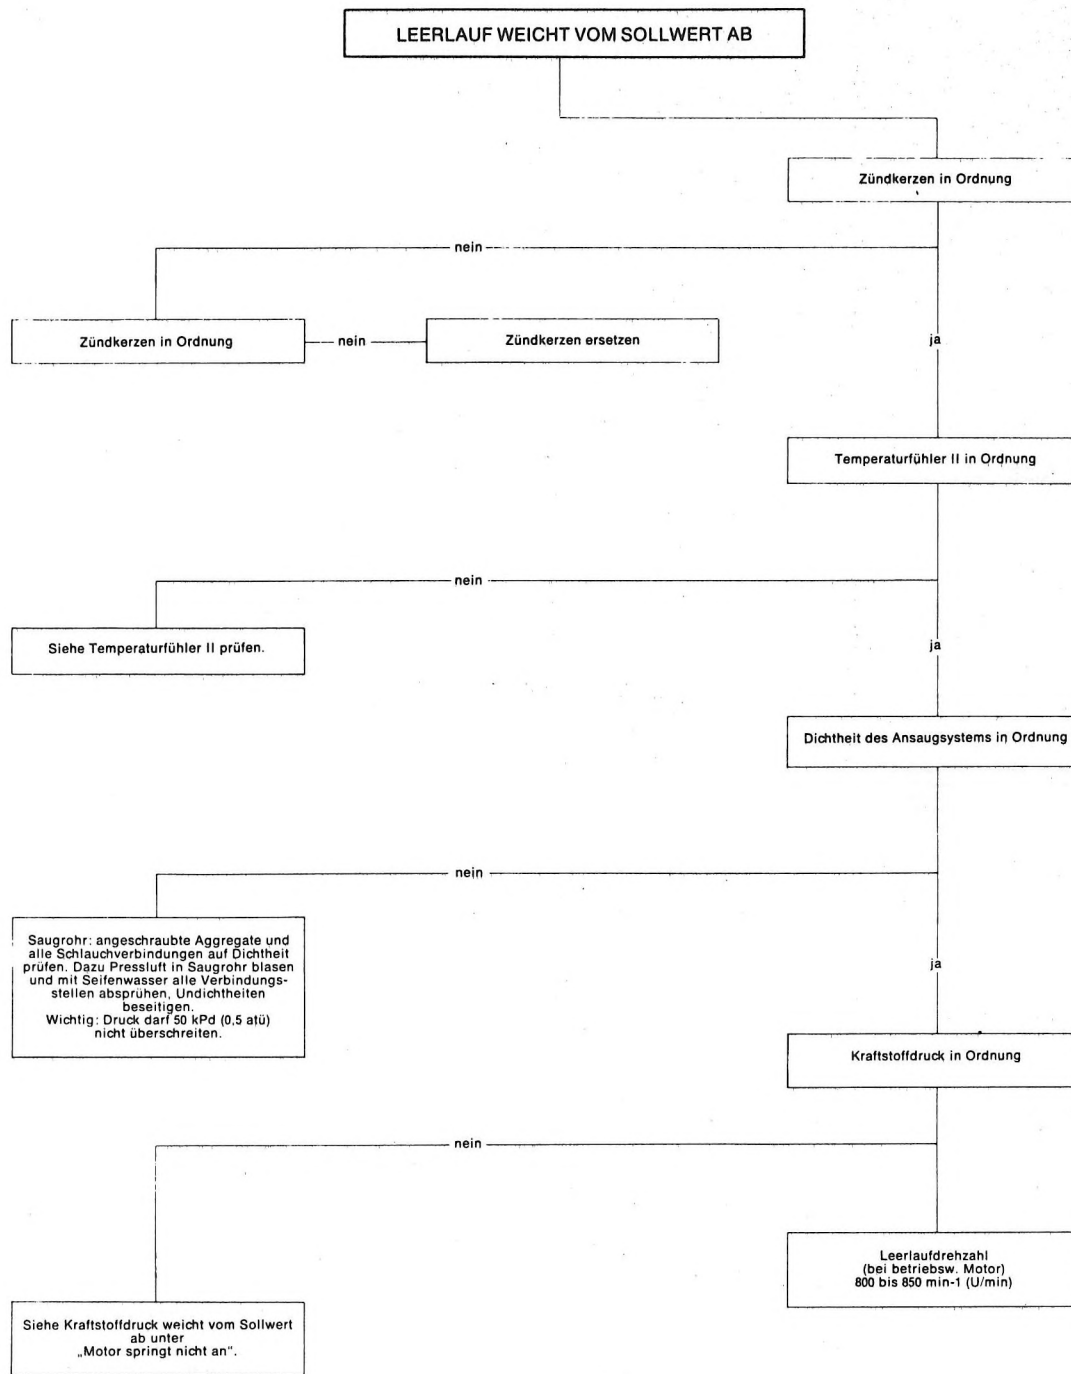 LEERLAUF WEICHT VOM SOLLWERT AB
Zündkerzen in Ordnung
nein
Zündkerzen in Ordnung
nein
Zündkerzen ersetzen
ja
Temperaturfühler II in Ordnung
nein
Siehe Temperaturfühler II prüfen.
ja
Dichtheit des Ansaugsystems in Ordnung
nein
Saugrohr: angeschraubte Aggregate und
alle Schlauchverbindungen auf Dichtheit
prüfen. Dazu Pressluft in Saugrohr blasen
und mit Seifenwasser alle Verbindungs-
stellen absprühen, Undichtheiten
beseitigen.
Wichtig: Druck darf 50 kPd (0,5 atü)
nicht überschreiten.
ja
Kraftstoffdruck in Ordnung
nein
Leerlaufdrehzahl
(bei betriebsw. Motor)
800 bis 850 min-1 (U/min)
Siehe Kraftstoffdruck weicht vom Sollwert
ab unter
„Motor springt nicht an“.